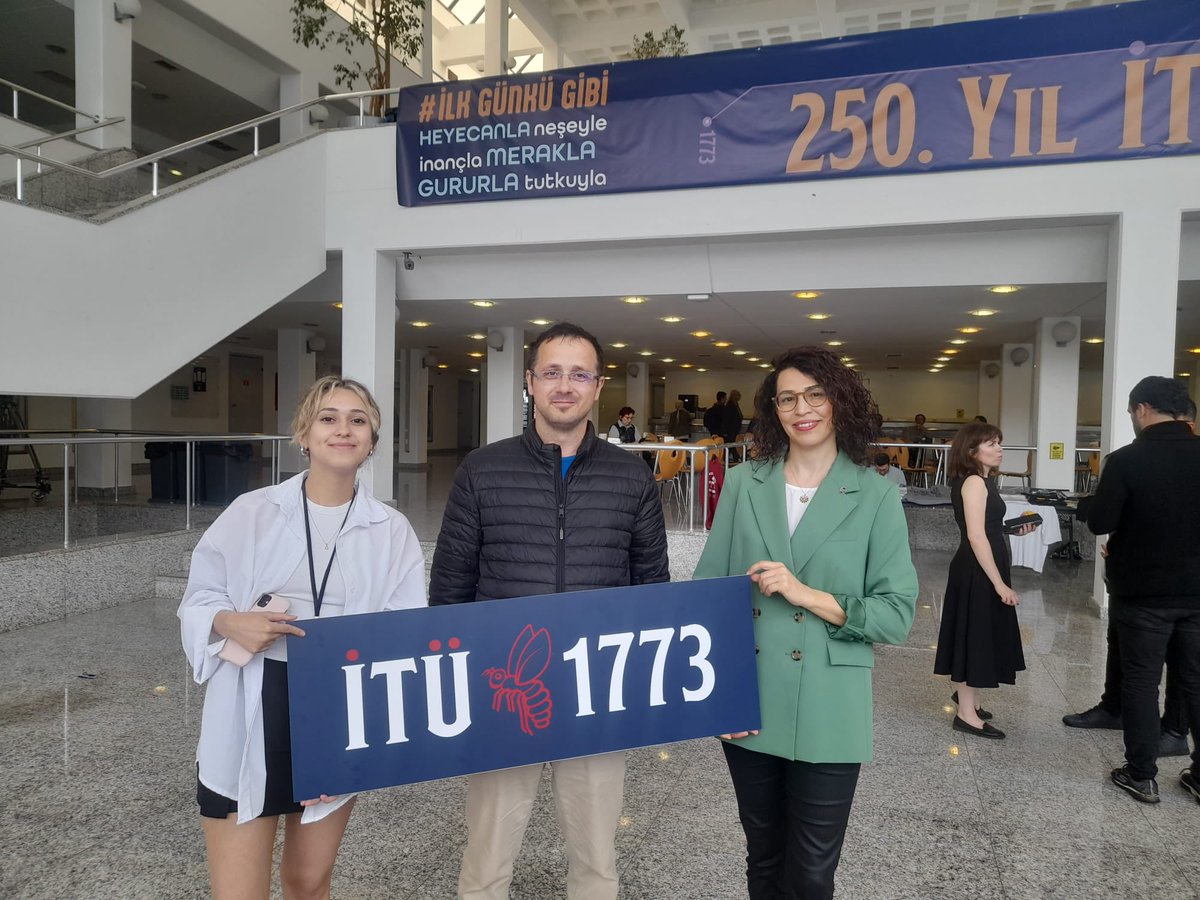 #İLK GÜNKÜ GİBİ
HEYECANLA neşeyle
inançla MERAKLA
GURURLA tutkuyla
1773
250. YIL İT
İTÜ 1773